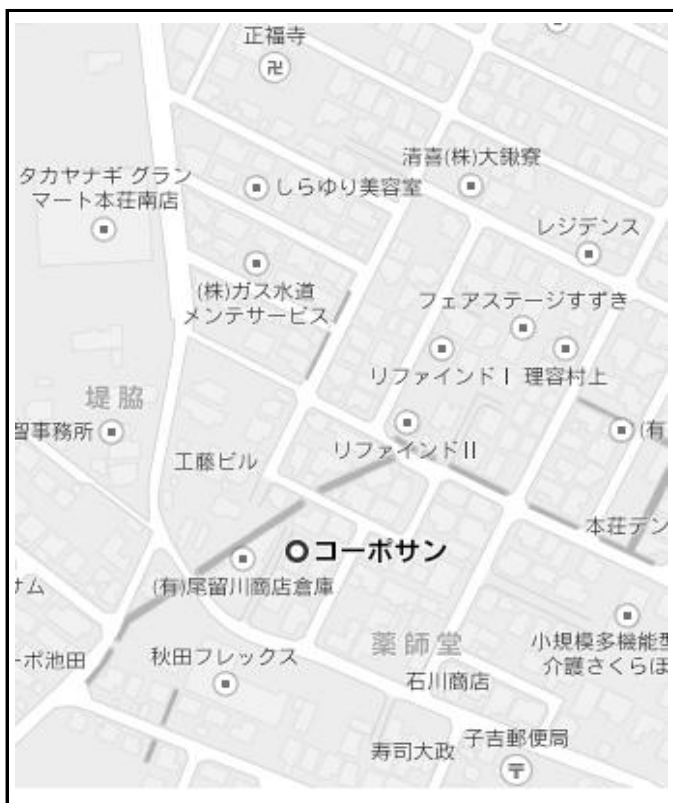 正福寺
清喜(株)大鍬寮
タカヤナギ グラン
マート本荘南店
しらゆり美容室
レジデンス
(株)ガス水道
メンテサービス
フェアステージすずき
リファインドⅠ 理容村上
堤脇
智事務所
(有
リファインドⅡ
工藤ビル
本荘デン
コーポサン
(有)尾留川商店倉庫
サム
薬師堂
小規模多機能型
介護さくらほ
ーポ池田
秋田フレックス
石川商店
寿司大政
子吉郵便局